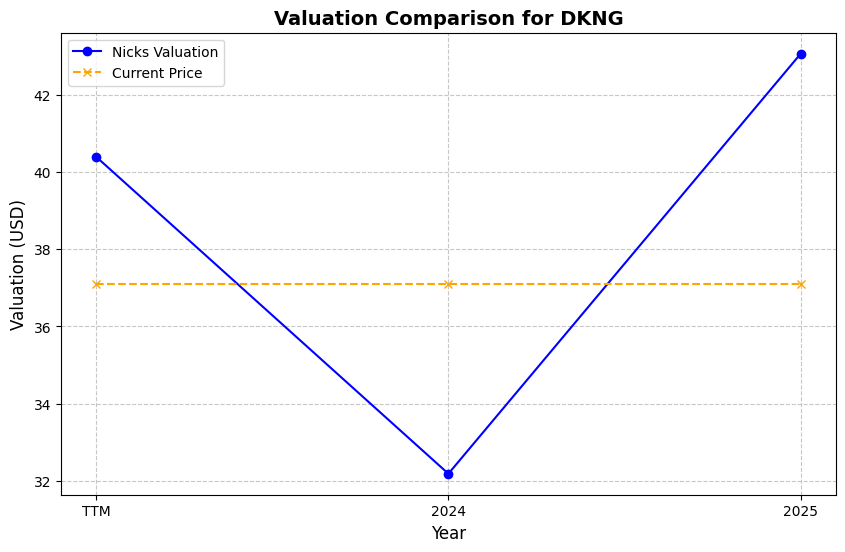 Valuation Comparison for DKNG
Nicks Valuation
Current Price
Valuation (USD)
42
40
38
36
34
32
TTM
2024
2025
Year